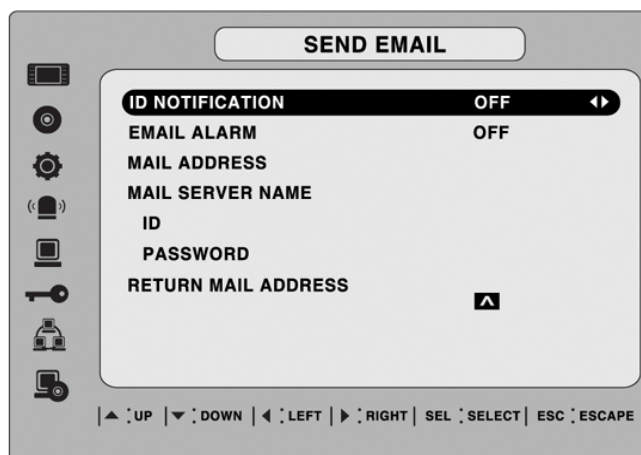 SEND EMAIL
ID NOTIFICATION OFF
EMAIL ALARM OFF
MAIL ADDRESS
MAIL SERVER NAME
ID
PASSWORD
RETURN MAIL ADDRESS
▲ : UP | ▼ : DOWN | ◀ : LEFT | ▶ : RIGHT | SEL : SELECT | ESC : ESCAPE